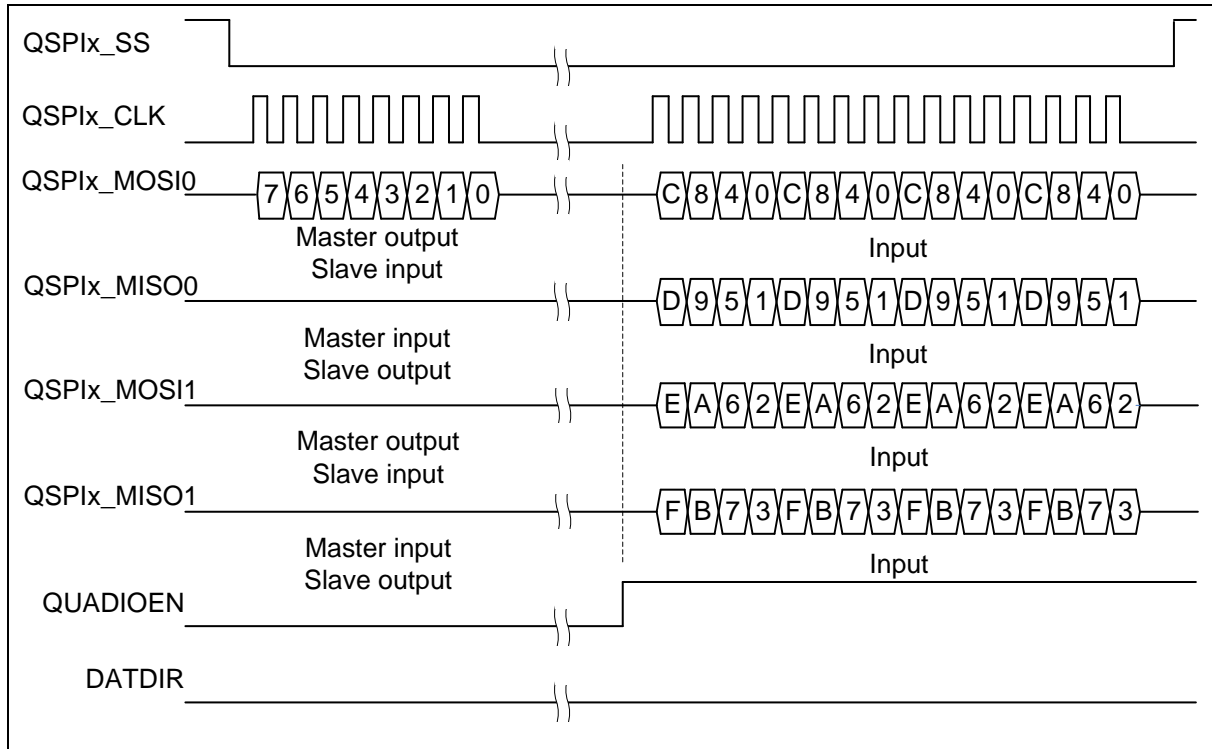 QSPIx_SS
QSPIx_CLK
QSPIx_MOSI0 7 6 5 4 3 2 1 0 C 8 4 0 C 8 4 0 C 8 4 0 C 8 4 0
Master output Input
Slave input
QSPIx_MISO0 D 9 5 1 D 9 5 1 D 9 5 1 D 9 5 1
Master input Input
Slave output
QSPIx_MOSI1 E A 6 2 E A 6 2 E A 6 2 E A 6 2
Master output Input
Slave input
QSPIx_MISO1 F B 7 3 F B 7 3 F B 7 3 F B 7 3
Master input Input
Slave output
QUADIOEN
DATDIR